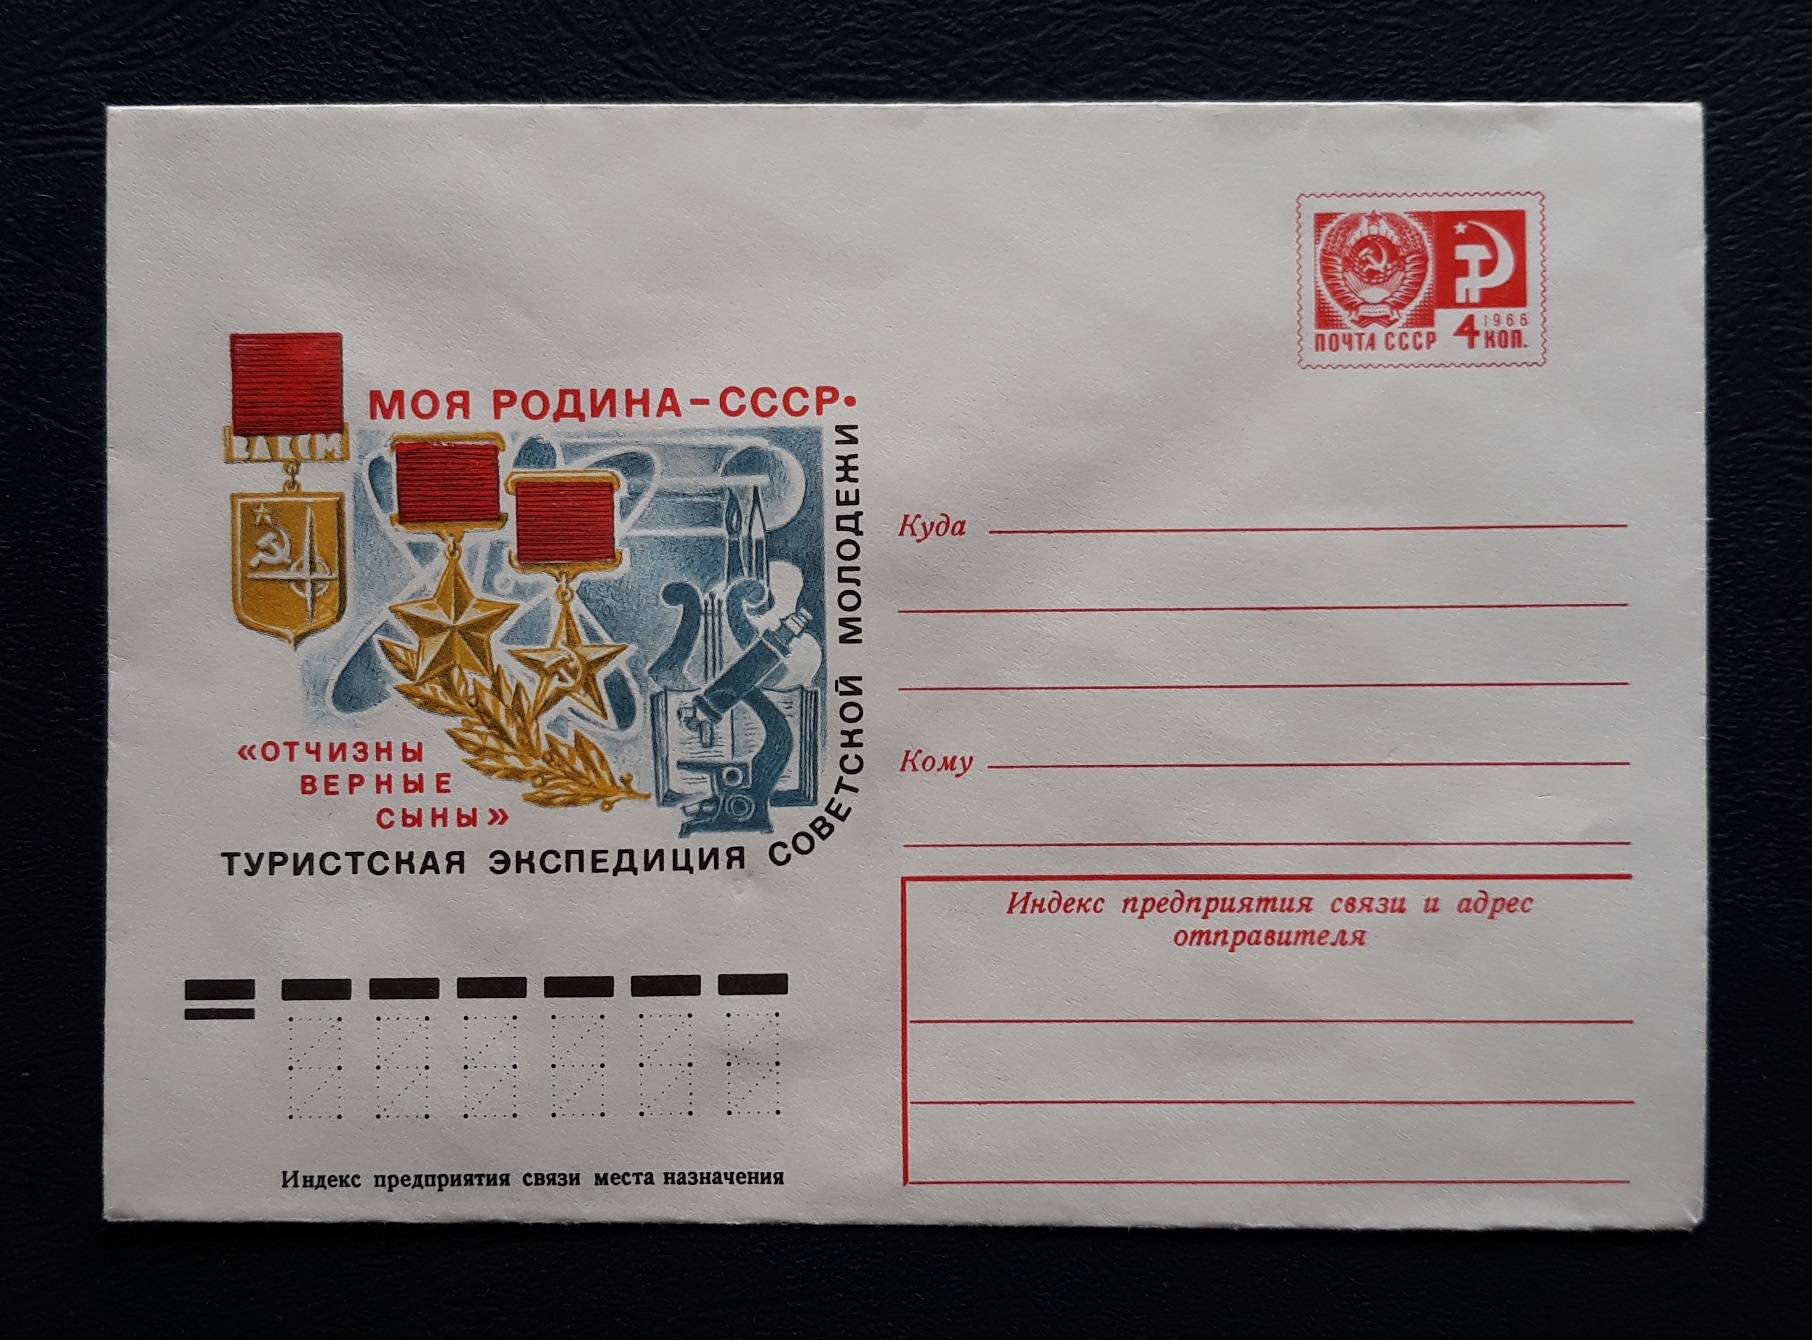 1966
ПОЧТА СССР 4 КОП.
МОЯ РОДИНА-СССР•
ВЛКСМ
«ОТЧИЗНЫ
ВЕРНЫЕ
СЫНЫ»
ТУРИСТСКАЯ ЭКСПЕДИЦИЯ СОВЕТСКОЙ МОЛОДЕЖИ
Куда
Кому
Индекс предприятия связи и адрес
отправителя
Индекс предприятия связи места назначения